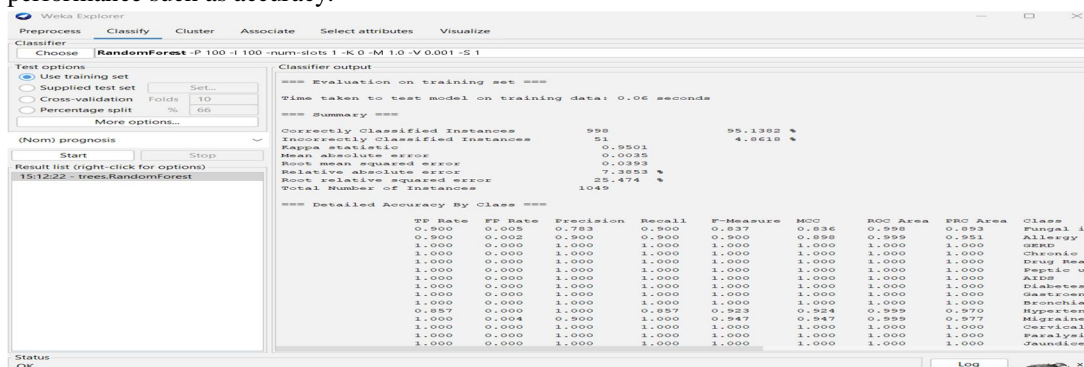 performance such as accuracy.
Weka Explorer
Preprocess Classify Cluster Associate Select attributes Visualize
Classifier
Choose RandomForest -P 100 -I 100 -num-slots 1 -K 0 -M 1.0 -V 0.001 -S 1
Test options
Use training set
Supplied test set Set...
Cross-validation Folds 10
Percentage split % 66
More options...
(Nom) prognosis
Start Stop
Result list (right-click for options)
15:12:22 - trees.RandomForest
Classifier output
=== Evaluation on training set ===
Time taken to test model on training data: 0.06 seconds
=== Summary ===
Correctly Classified Instances 998 95.1382 %
Incorrectly Classified Instances 51 4.8618 %
Kappa statistic 0.9501
Mean absolute error 0.0035
Root mean squared error 0.0393
Relative absolute error 7.3853 %
Root relative squared error 25.474 %
Total Number of Instances 1049
=== Detailed Accuracy By Class ===
TP Rate FP Rate Precision Recall F-Measure MCC ROC Area PRC Area Class
0.900 0.005 0.783 0.900 0.837 0.836 0.998 0.893 Fungal i
0.900 0.002 0.900 0.900 0.900 0.898 0.999 0.951 Allergy
1.000 0.000 1.000 1.000 1.000 1.000 1.000 1.000 GERD
1.000 0.000 1.000 1.000 1.000 1.000 1.000 1.000 Chronic
1.000 0.000 1.000 1.000 1.000 1.000 1.000 1.000 Drug Rea
1.000 0.000 1.000 1.000 1.000 1.000 1.000 1.000 Peptic u
1.000 0.000 1.000 1.000 1.000 1.000 1.000 1.000 AIDS
1.000 0.000 1.000 1.000 1.000 1.000 1.000 1.000 Diabetes
1.000 0.000 1.000 1.000 1.000 1.000 1.000 1.000 Gastroen
1.000 0.000 1.000 1.000 1.000 1.000 1.000 1.000 Bronchia
0.857 0.000 1.000 0.857 0.923 0.924 0.999 0.970 Hyperten
1.000 0.004 0.900 1.000 0.947 0.947 0.999 0.977 Migraine
1.000 0.000 1.000 1.000 1.000 1.000 1.000 1.000 Cervical
1.000 0.000 1.000 1.000 1.000 1.000 1.000 1.000 Paralysi
1.000 0.000 1.000 1.000 1.000 1.000 1.000 1.000 Jaundice
Status
OK
Log x